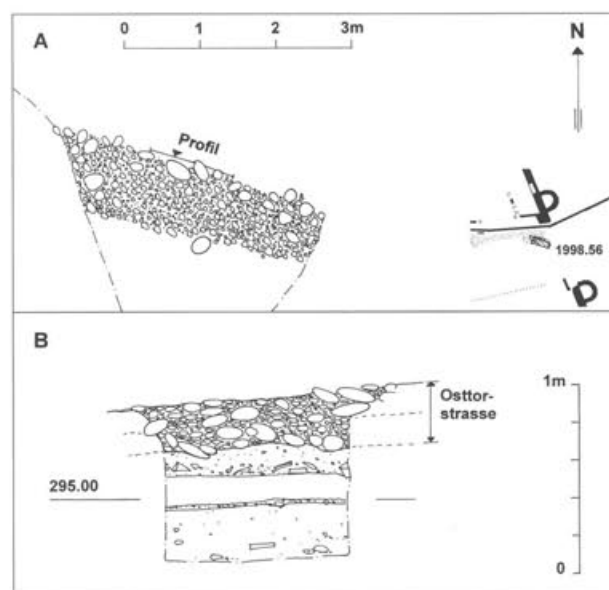 A
0 1 2 3m
N
Profil
1998.56
B
1m
Osttor-
strasse
295.00
0